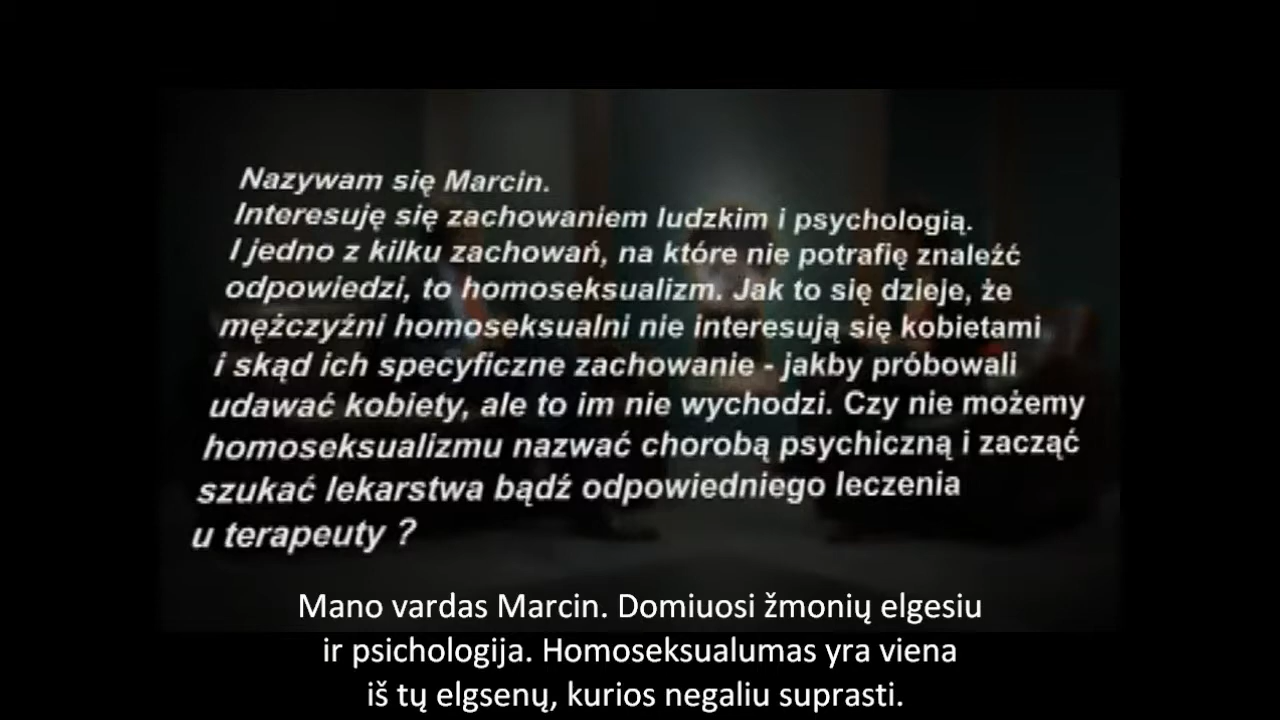 Nazywam się Marcin.
Interesuję się zachowaniem ludzkim i psychologią.
I jedno z kilku zachowań, na które nie potrafię znaleźć
odpowiedzi, to homoseksualizm. Jak to się dzieje, że
mężczyźni homoseksualni nie interesują się kobietami
i skąd ich specyficzne zachowanie - jakby próbowali
udawać kobiety, ale to im nie wychodzi. Czy nie możemy
homoseksualizmu nazwać chorobą psychiczną i zacząć
szukać lekarstwa bądź odpowiedniego leczenia
u terapeuty ?
Mano vardas Marcin. Domiuosi žmonių elgesiu
ir psichologija. Homoseksualumas yra viena
iš tų elgsenų, kurios negaliu suprasti.